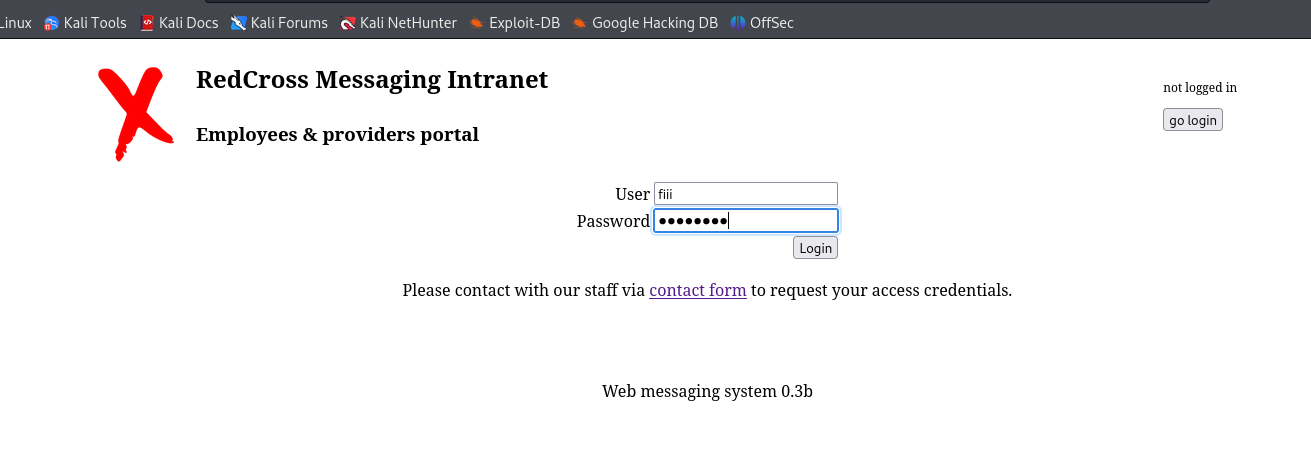 Linux Kali Tools Kali Docs Kali Forums Kali NetHunter Exploit-DB Google Hacking DB OffSec
RedCross Messaging Intranet
not logged in
go login
Employees & providers portal
User fiii
Password ●●●●●●●●
Login
Please contact with our staff via contact form to request your access credentials.
Web messaging system 0.3b